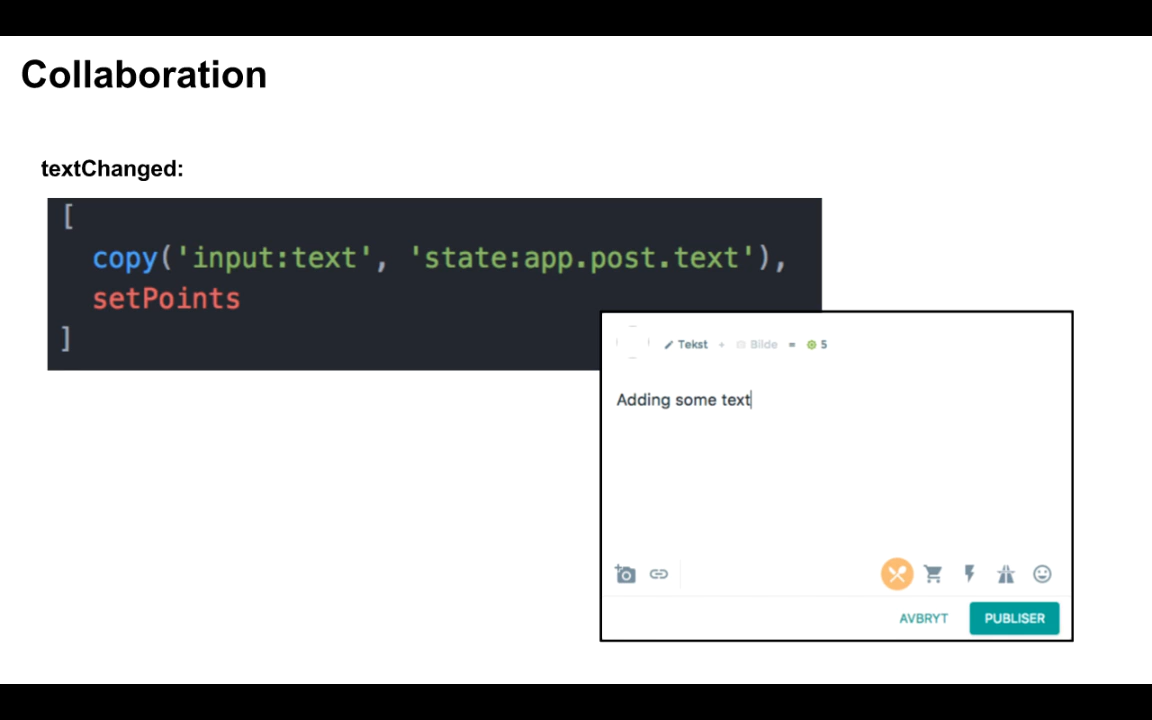 Collaboration
textChanged:
[
copy('input:text', 'state:app.post.text'),
setPoints
]
Tekst + Bilde = 5
Adding some text
AVBRYT PUBLISER